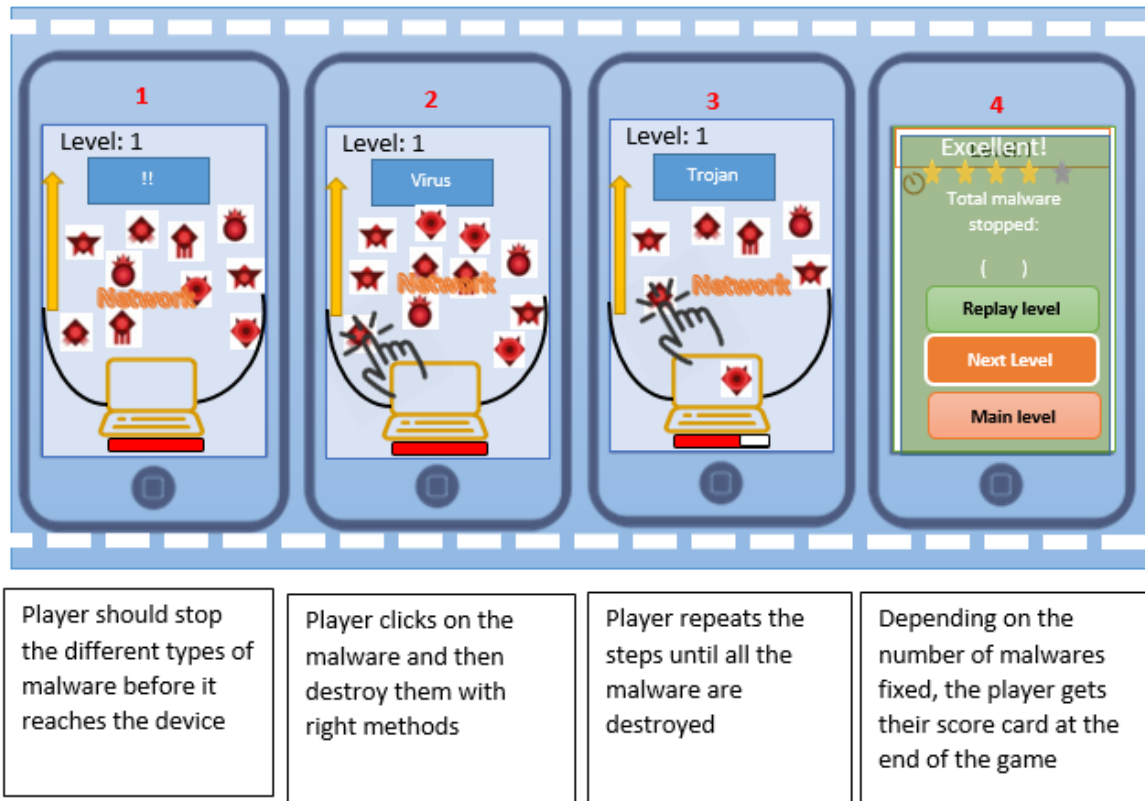 1
Level: 1
!!
Network
2
Level: 1
Virus
Network
3
Level: 1
Trojan
Network
4
Excellent!
Total malware
stopped:
( )
Replay level
Next Level
Main level
Player should stop
the different types of
malware before it
reaches the device
Player clicks on the
malware and then
destroy them with
right methods
Player repeats the
steps until all the
malware are
destroyed
Depending on the
number of malwares
fixed, the player gets
their score card at the
end of the game